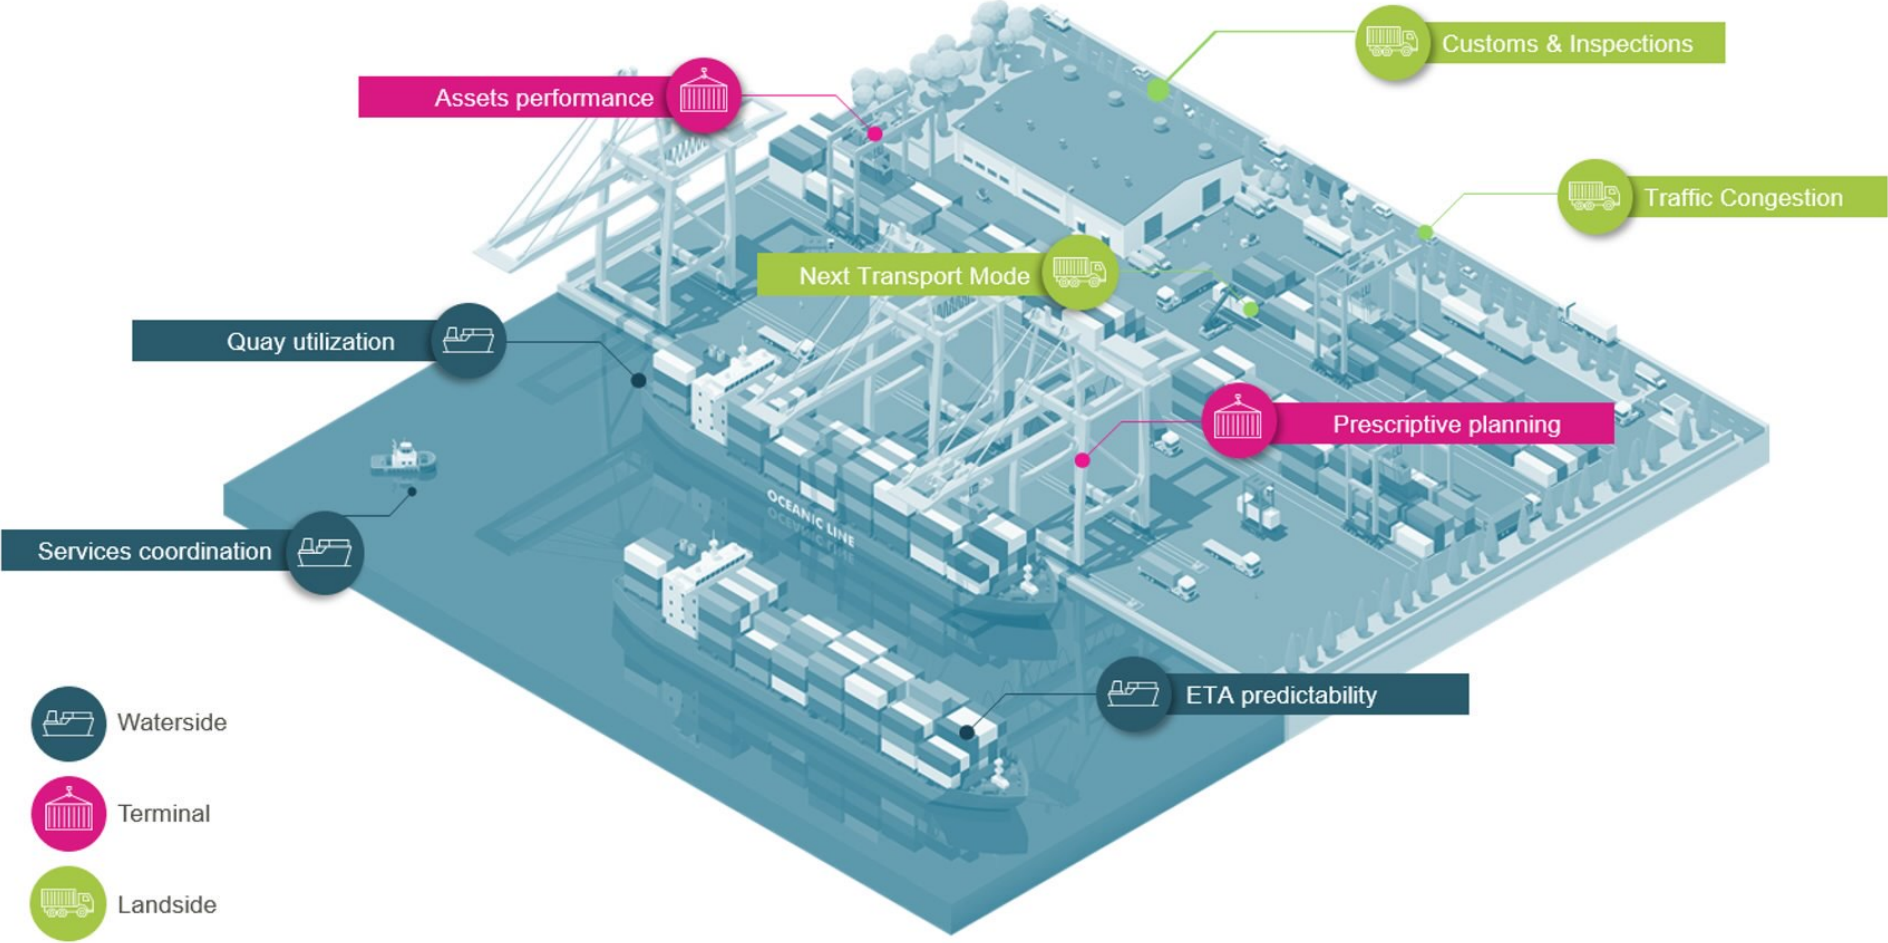 Customs & Inspections
Assets performance
Traffic Congestion
Next Transport Mode
Quay utilization
Prescriptive planning
OCEANIC LINE
Services coordination
ETA predictability
Waterside
Terminal
Landside